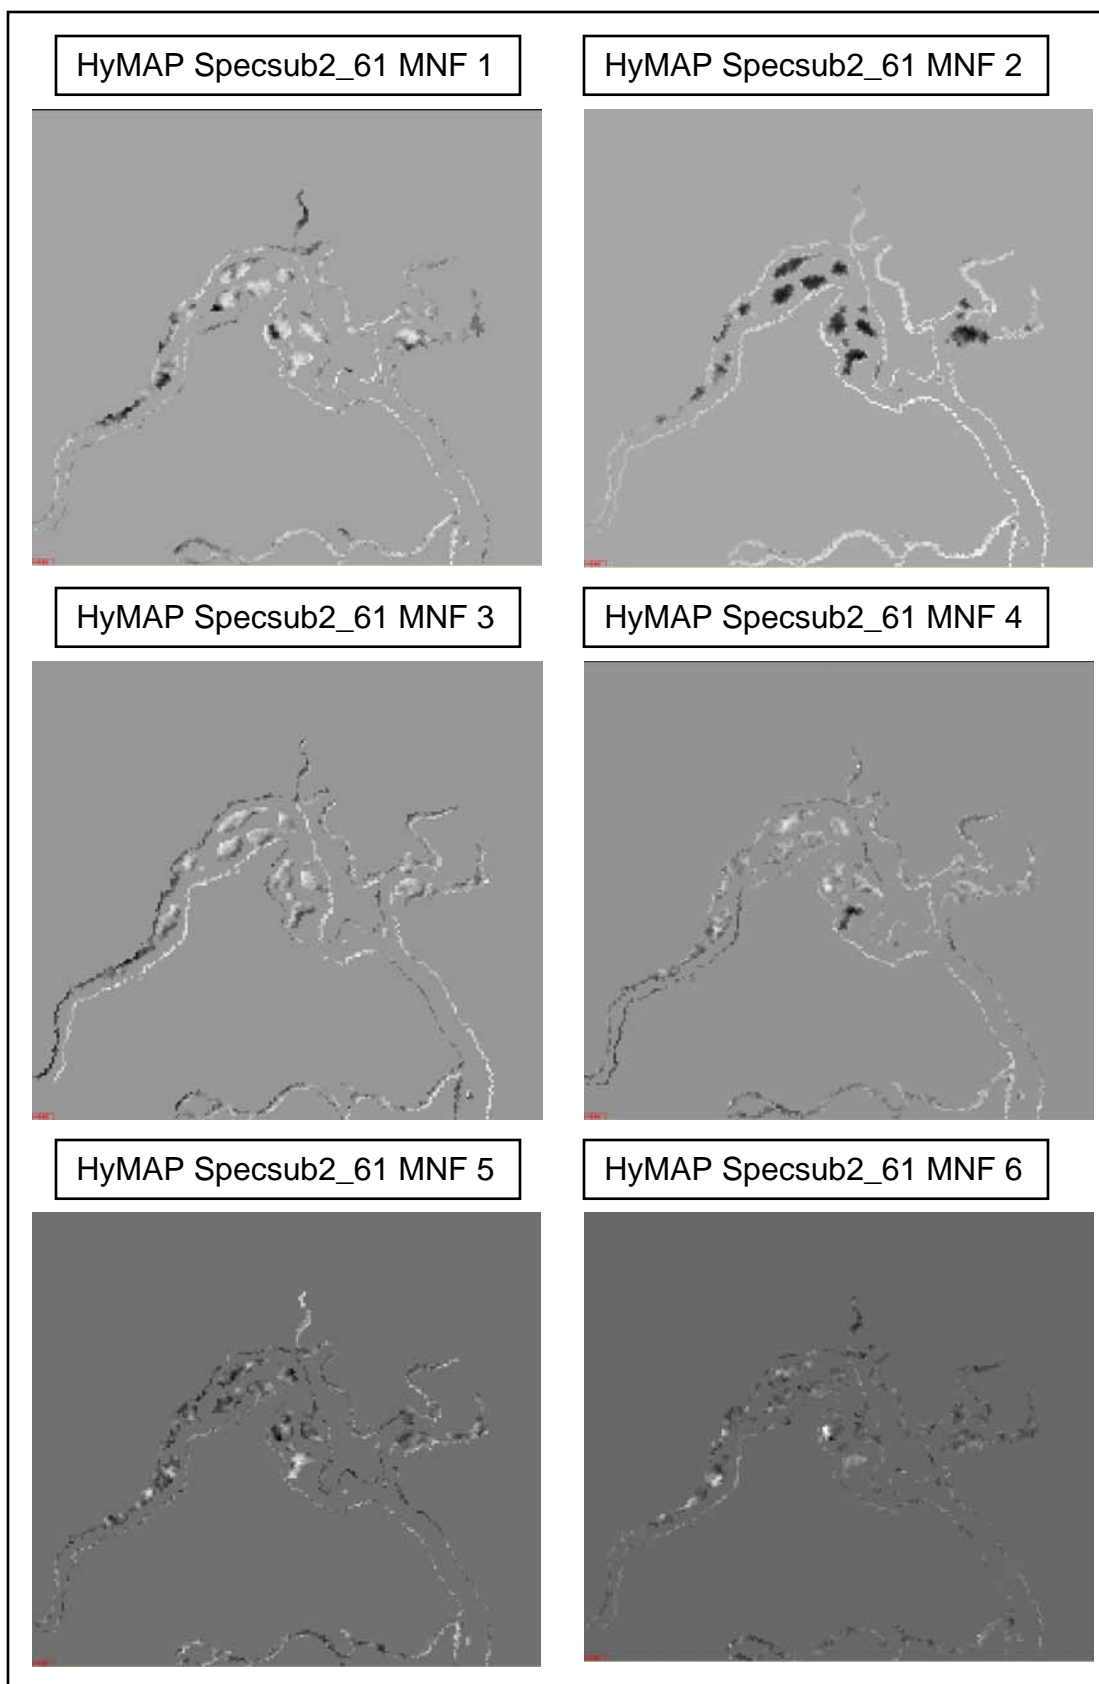 HyMAP Specsub2_61 MNF 1
HyMAP Specsub2_61 MNF 2
HyMAP Specsub2_61 MNF 3
HyMAP Specsub2_61 MNF 4
HyMAP Specsub2_61 MNF 5
HyMAP Specsub2_61 MNF 6